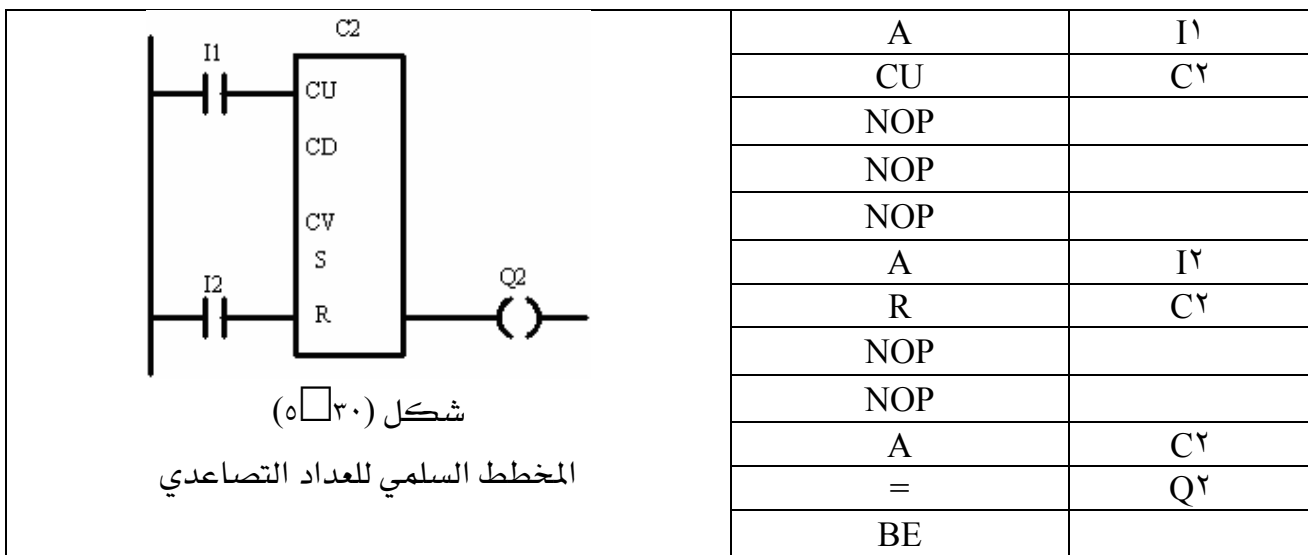 C2
I1
CU
CD
CV
S
I2
R
Q2
شكل (٣٠□٥)
المخطط السلمي للعداد التصاعدي
A I١
CU C٢
NOP
NOP
NOP
A I٢
R C٢
NOP
NOP
A C٢
= Q٢
BE